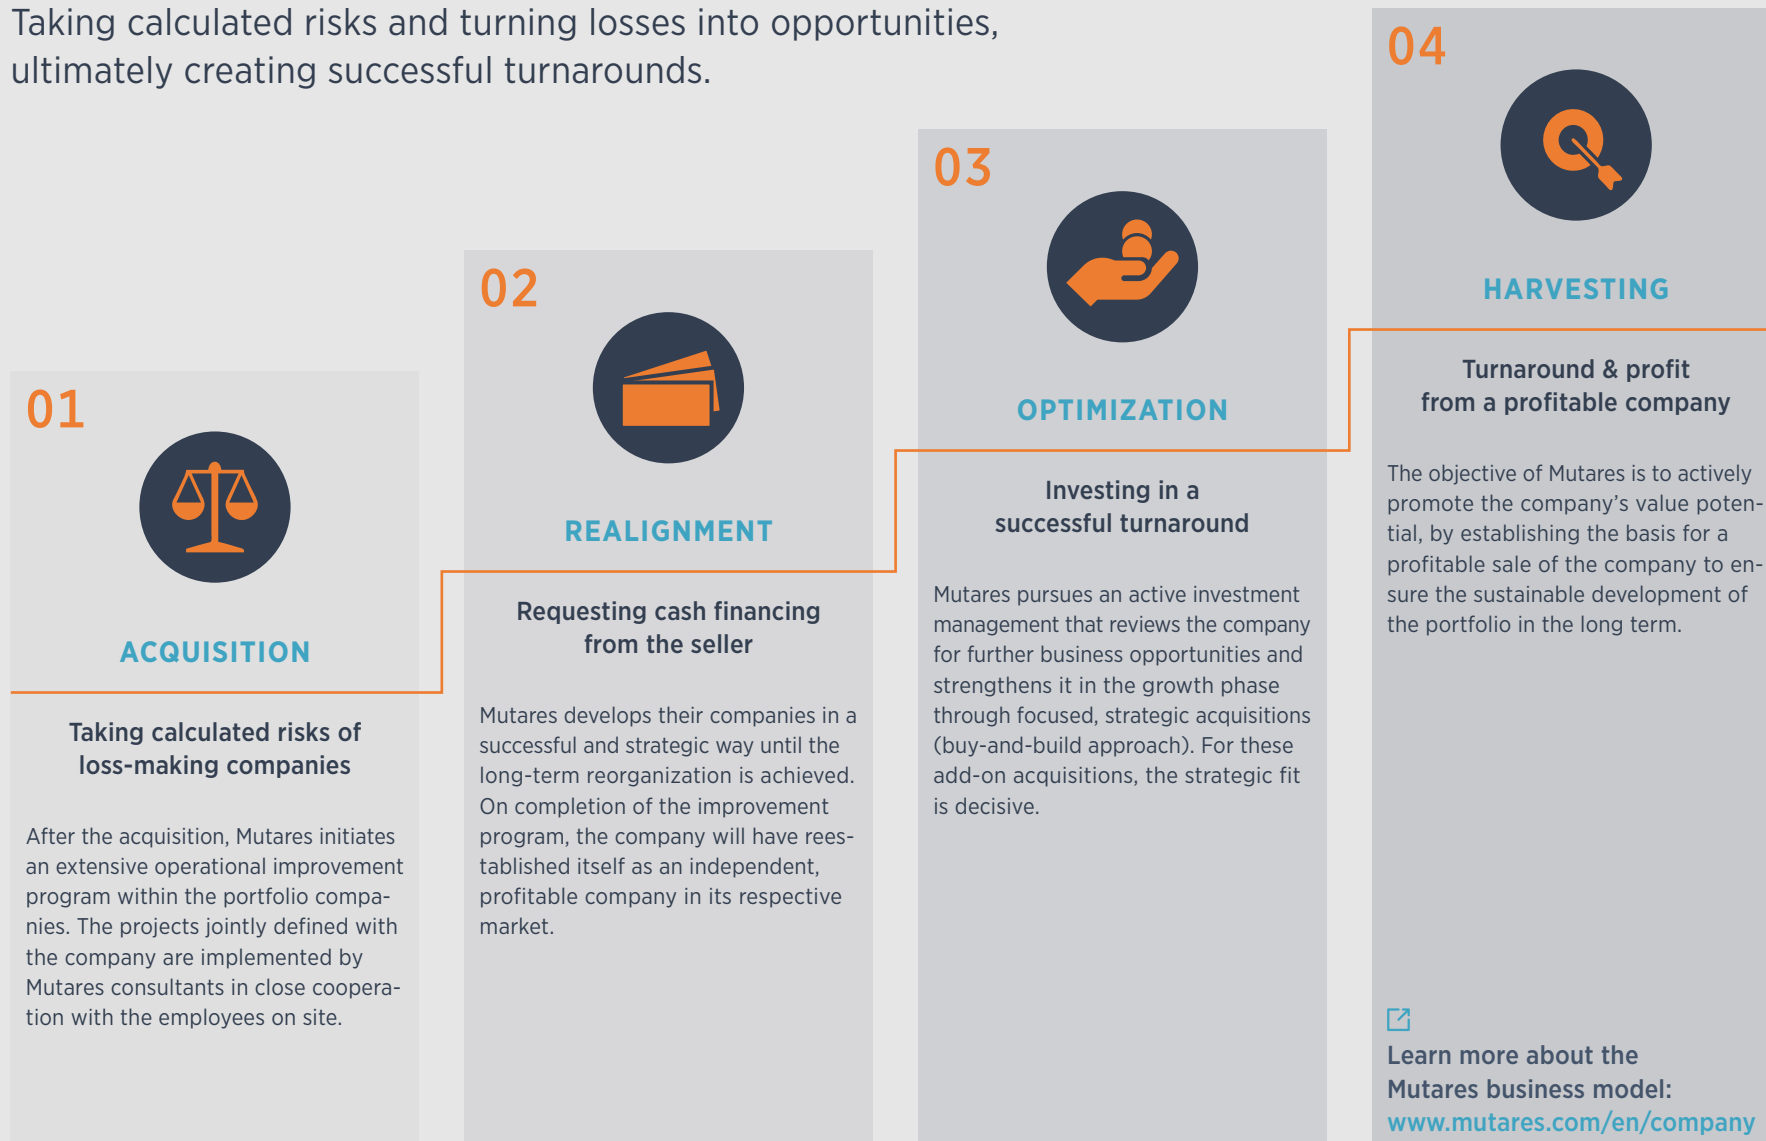 Taking calculated risks and turning losses into opportunities,
ultimately creating successful turnarounds.
01
ACQUISITION
Taking calculated risks of
loss-making companies
After the acquisition, Mutares initiates
an extensive operational improvement
program within the portfolio compa-
nies. The projects jointly defined with
the company are implemented by
Mutares consultants in close coopera-
tion with the employees on site.
02
REALIGNMENT
Requesting cash financing
from the seller
Mutares develops their companies in a
successful and strategic way until the
long-term reorganization is achieved.
On completion of the improvement
program, the company will have rees-
tablished itself as an independent,
profitable company in its respective
market.
03
OPTIMIZATION
Investing in a
successful turnaround
Mutares pursues an active investment
management that reviews the company
for further business opportunities and
strengthens it in the growth phase
through focused, strategic acquisitions
(buy-and-build approach). For these
add-on acquisitions, the strategic fit
is decisive.
04
HARVESTING
Turnaround & profit
from a profitable company
The objective of Mutares is to actively
promote the company’s value poten-
tial, by establishing the basis for a
profitable sale of the company to en-
sure the sustainable development of
the portfolio in the long term.
Learn more about the
Mutares business model:
www.mutares.com/en/company